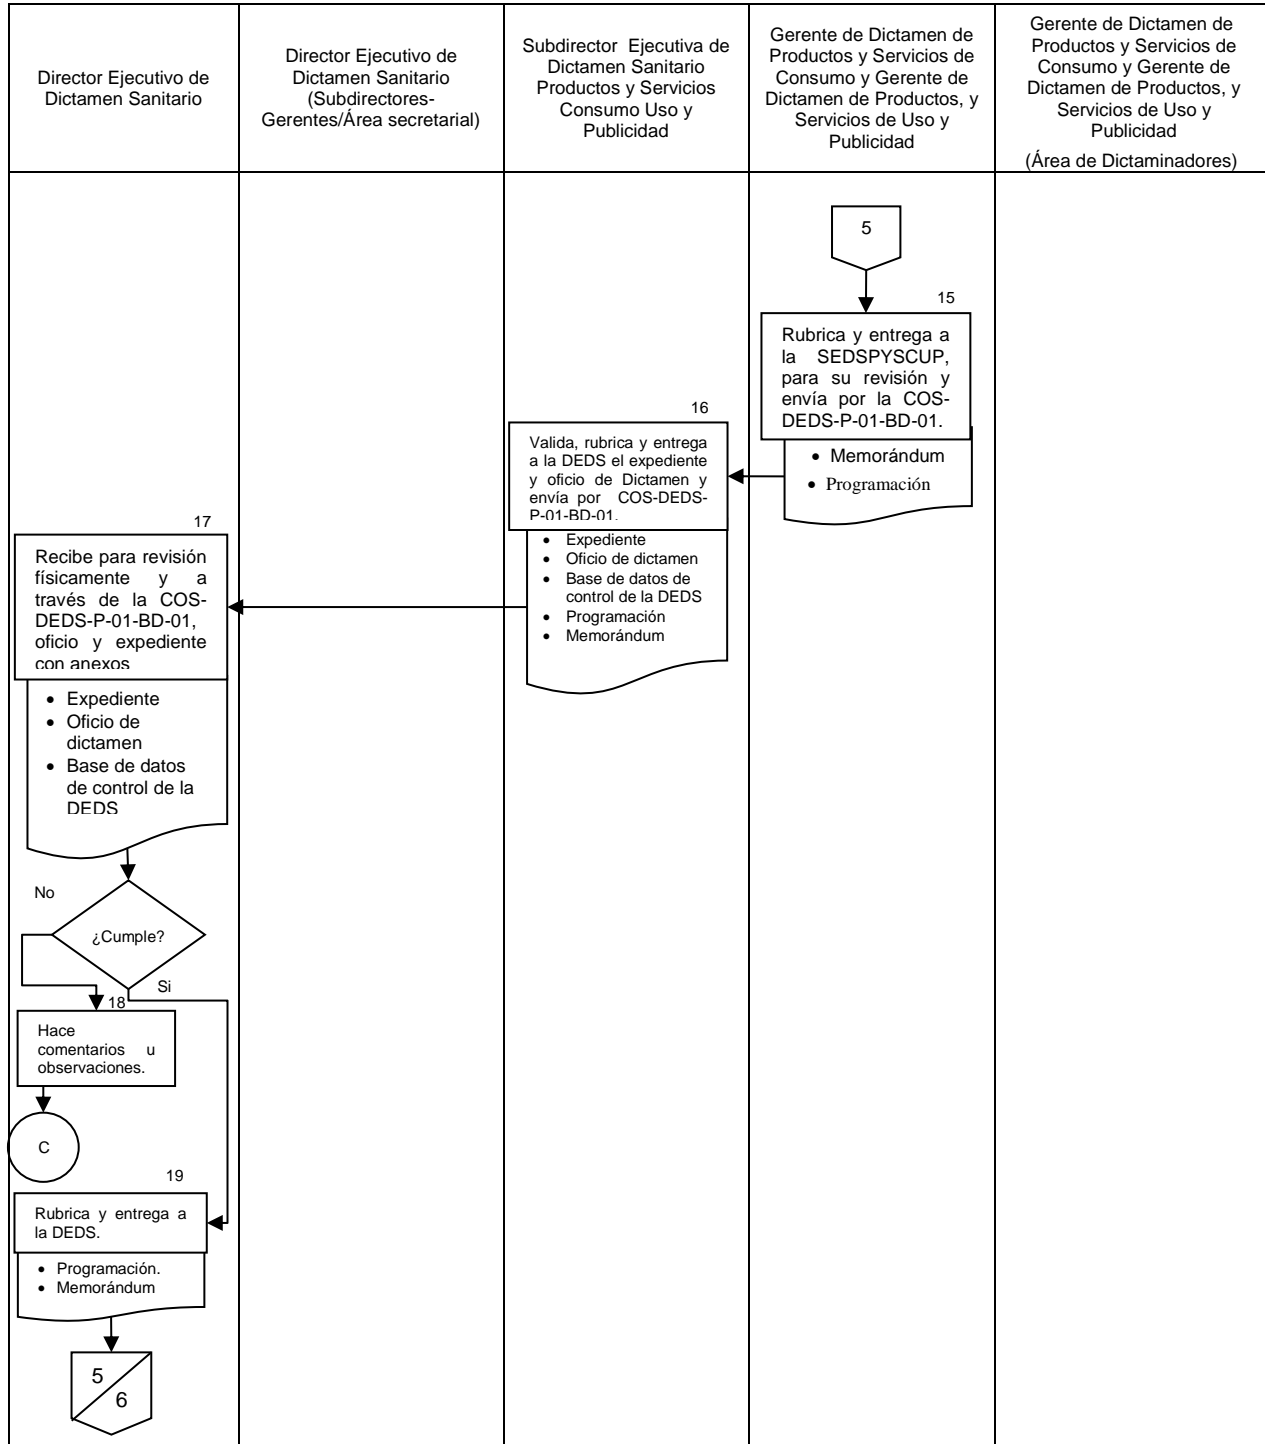 Director Ejecutivo de
Dictamen Sanitario
Director Ejecutivo de
Dictamen Sanitario
(Subdirectores-
Gerentes/Área secretarial)
Subdirector Ejecutiva de
Dictamen Sanitario
Productos y Servicios
Consumo Uso y
Publicidad
Gerente de Dictamen de
Productos y Servicios de
Consumo y Gerente de
Dictamen de Productos, y
Servicios de Uso y
Publicidad
Gerente de Dictamen de
Productos y Servicios de
Consumo y Gerente de
Dictamen de Productos, y
Servicios de Uso y
Publicidad
(Área de Dictaminadores)
5
15
Rubrica y entrega a
la SEDSPYSCUP,
para su revisión y
envía por la COS-
DEDS-P-01-BD-01.
• Memorándum
• Programación
16
Valida, rubrica y entrega
a la DEDS el expediente
y oficio de Dictamen y
envía por COS-DEDS-
P-01-BD-01.
• Expediente
• Oficio de dictamen
• Base de datos de
control de la DEDS
• Programación
• Memorándum
17
Recibe para revisión
físicamente y a
través de la COS-
DEDS-P-01-BD-01,
oficio y expediente
con anexos
• Expediente
• Oficio de
dictamen
• Base de datos
de control de la
DEDS
No
¿Cumple?
Si
18
Hace
comentarios u
observaciones.
C
19
Rubrica y entrega a
la DEDS.
• Programación.
• Memorándum
5
6